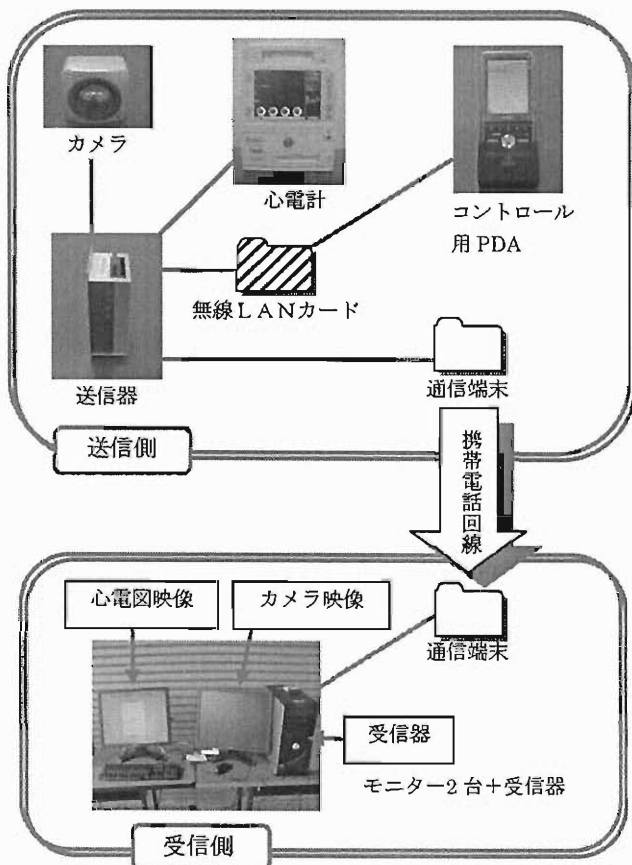 カメラ
心電計
コントロール
用PDA
無線LANカード
送信器
通信端末
送信側
携帯電話回線
心電図映像
カメラ映像
通信端末
受信器
モニター2台+受信器
受信側